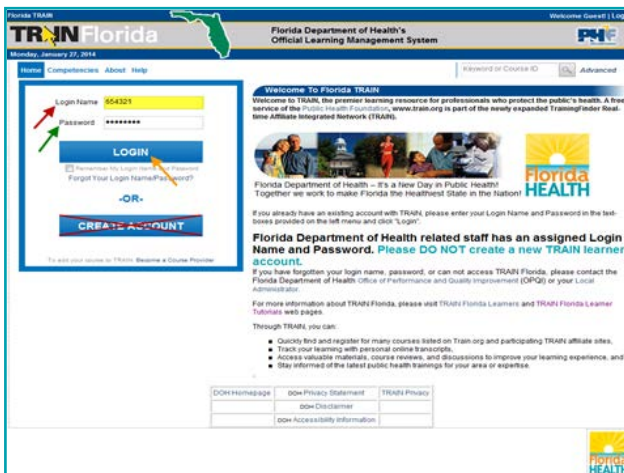 Florida TRAIN
Welcome Guest! | Log
TRAIN Florida
Florida Department of Health's
Official Learning Management System
PHF
Monday, January 27, 2014
Home Competencies About Help
Keyword or Course ID
Advanced
Login Name 654321
Password ••••••••
LOGIN
Remember My Login Name and Password
Forgot Your Login Name/Password?
-OR-
CREATE ACCOUNT
To add your course to TRAIN: Become a Course Provider
Welcome To Florida TRAIN
Welcome to TRAIN, the premier learning resource for professionals who protect the public's health. A free
service of the Public Health Foundation, www.train.org is part of the newly expanded TrainingFinder Real-
time Affiliate Integrated Network (TRAIN).
Florida Department of Health – It's a New Day in Public Health!
Together we work to make Florida the Healthiest State in the Nation!
Florida
HEALTH
If you already have an existing account with TRAIN, please enter your Login Name and Password in the text-
boxes provided on the left menu and click "Login".
Florida Department of Health related staff has an assigned Login
Name and Password. Please DO NOT create a new TRAIN learner
account.
If you have forgotten your login name, password, or can not access TRAIN Florida, please contact the
Florida Department of Health Office of Performance and Quality Improvement (OPQI) or your Local
Administrator.
For more information about TRAIN Florida, please visit TRAIN Florida Learners and TRAIN Florida Learner
Tutorials web pages.
Through TRAIN, you can:
Quickly find and register for many courses listed on Train.org and participating TRAIN affiliate sites,
Track your learning with personal online transcripts,
Access valuable materials, course reviews, and discussions to improve your learning experience, and
Stay informed of the latest public health trainings for your area or expertise.
DOH Homepage DOH Privacy Statement TRAIN Privacy
DOH Disclaimer
DOH Accessibility Information
Florida
HEALTH